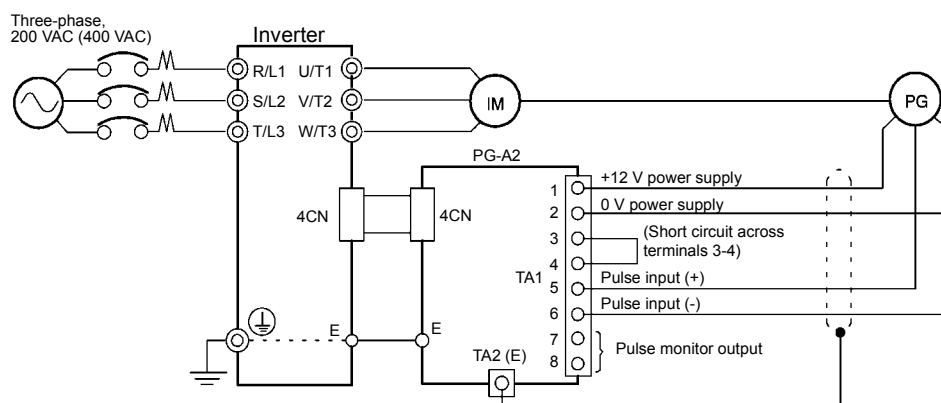 Three-phase,
200 VAC (400 VAC)
Inverter
R/L1 U/T1
S/L2 V/T2
T/L3 W/T3
IM
PG
PG-A2
4CN 4CN
1 +12 V power supply
2 0 V power supply
3 (Short circuit across
4 terminals 3-4)
TA1
5 Pulse input (+)
6 Pulse input (-)
7
8 Pulse monitor output
E E
TA2 (E)